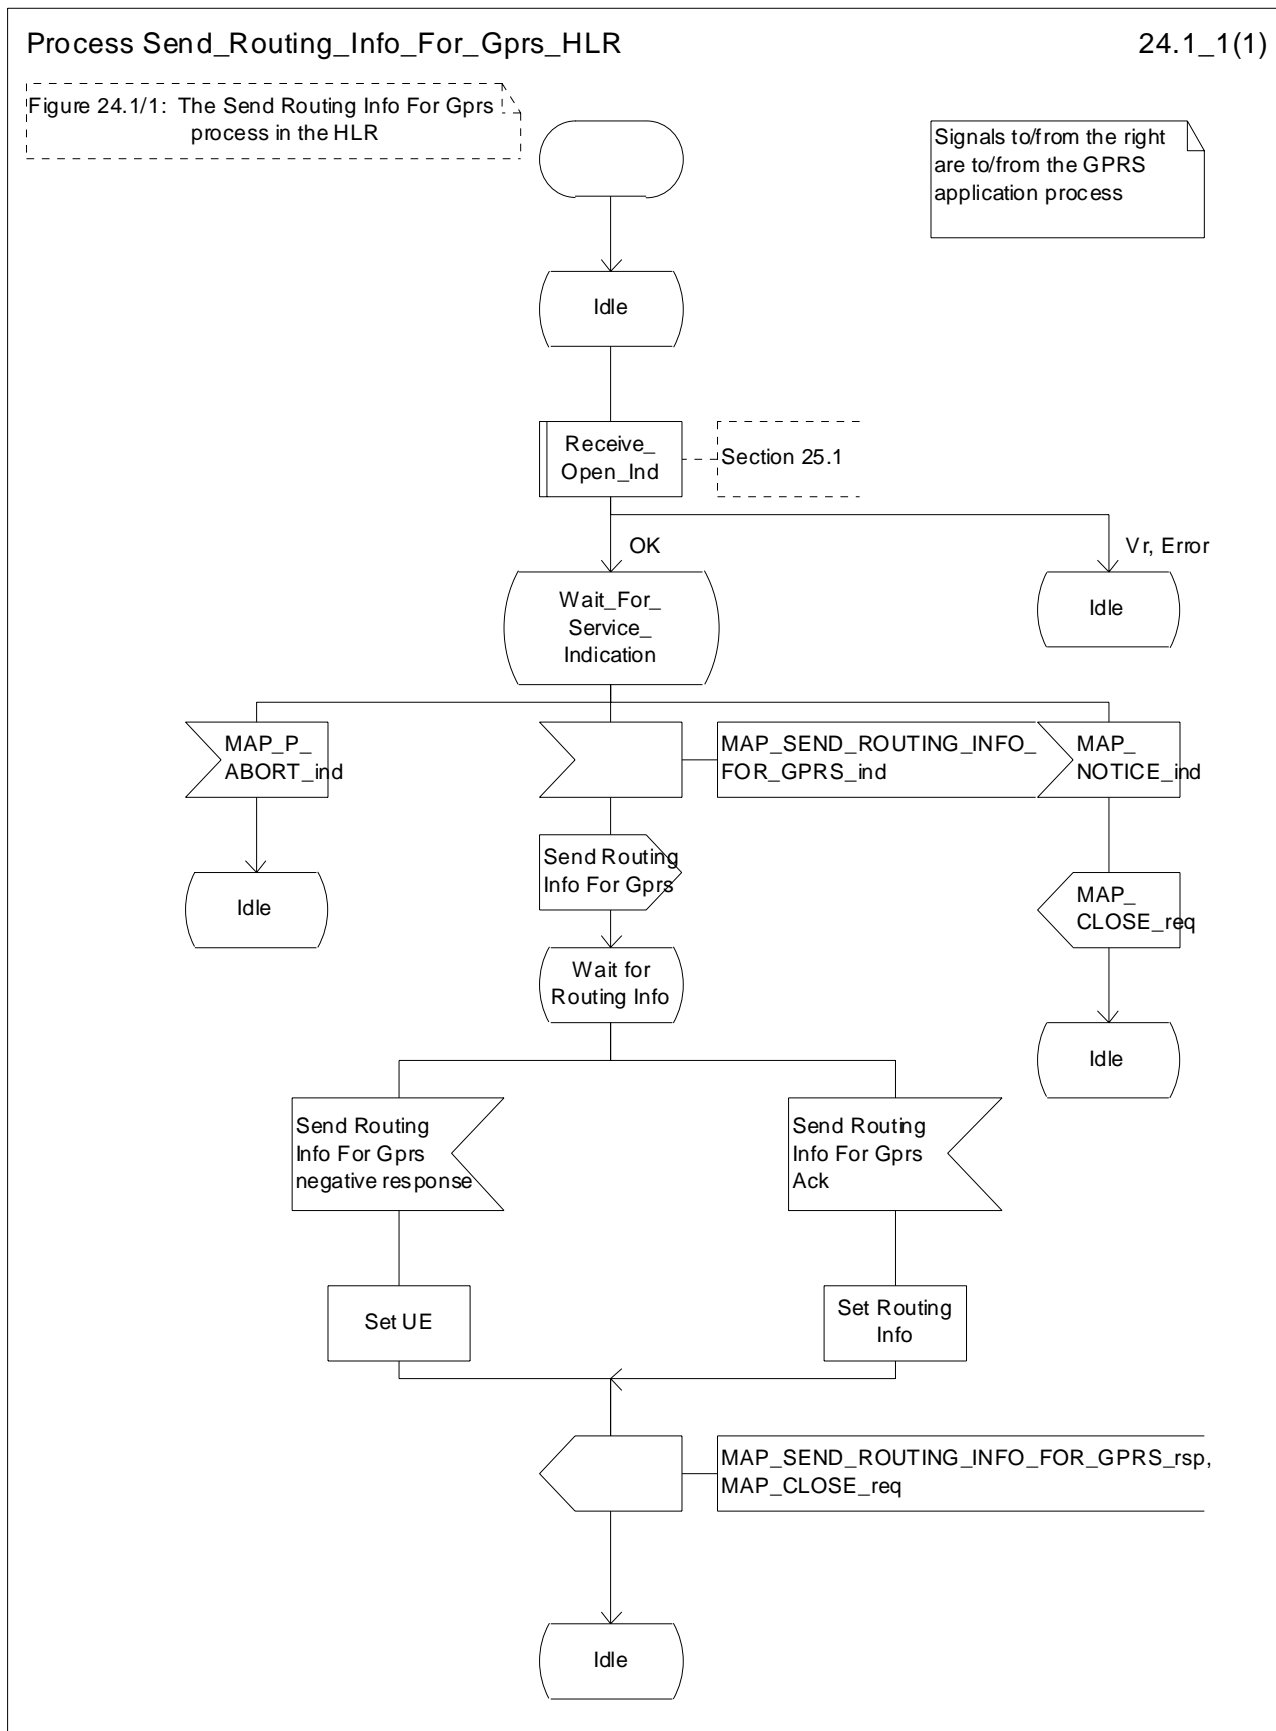 Process Send_Routing_Info_For_Gprs_HLR
24.1_1(1)
Figure 24.1/1: The Send Routing Info For Gprs
process in the HLR
Signals to/from the right
are to/from the GPRS
application process
Idle
Receive_
Open_Ind
Section 25.1
OK
Vr, Error
Wait_For_
Service_
Indication
Idle
MAP_P_
ABORT_ind
MAP_SEND_ROUTING_INFO_
FOR_GPRS_ind
MAP_
NOTICE_ind
Send Routing
Info For Gprs
Idle
MAP_
CLOSE_req
Wait for
Routing Info
Idle
Send Routing
Info For Gprs
negative response
Send Routing
Info For Gprs
Ack
Set UE
Set Routing
Info
MAP_SEND_ROUTING_INFO_FOR_GPRS_rsp,
MAP_CLOSE_req
Idle